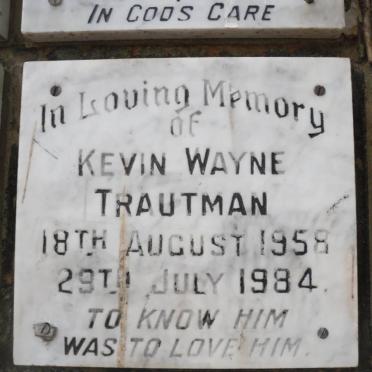 IN GOD'S CARE
In Loving Memory
of
KEVIN WAYNE
TRAUTMAN
18TH AUGUST 1958
29TH JULY 1984.
TO KNOW HIM
WAS TO LOVE HIM.